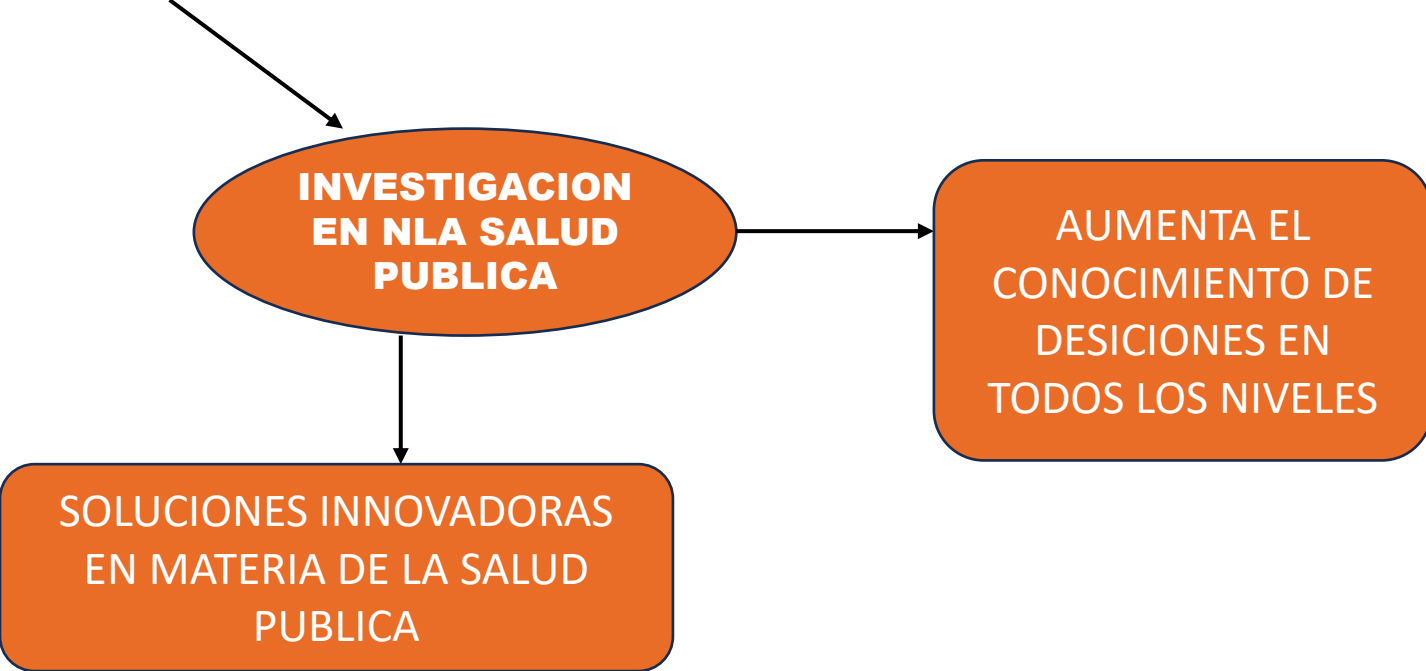 INVESTIGACION
EN NLA SALUD
PUBLICA
AUMENTA EL
CONOCIMIENTO DE
DESICIONES EN
TODOS LOS NIVELES
SOLUCIONES INNOVADORAS
EN MATERIA DE LA SALUD
PUBLICA